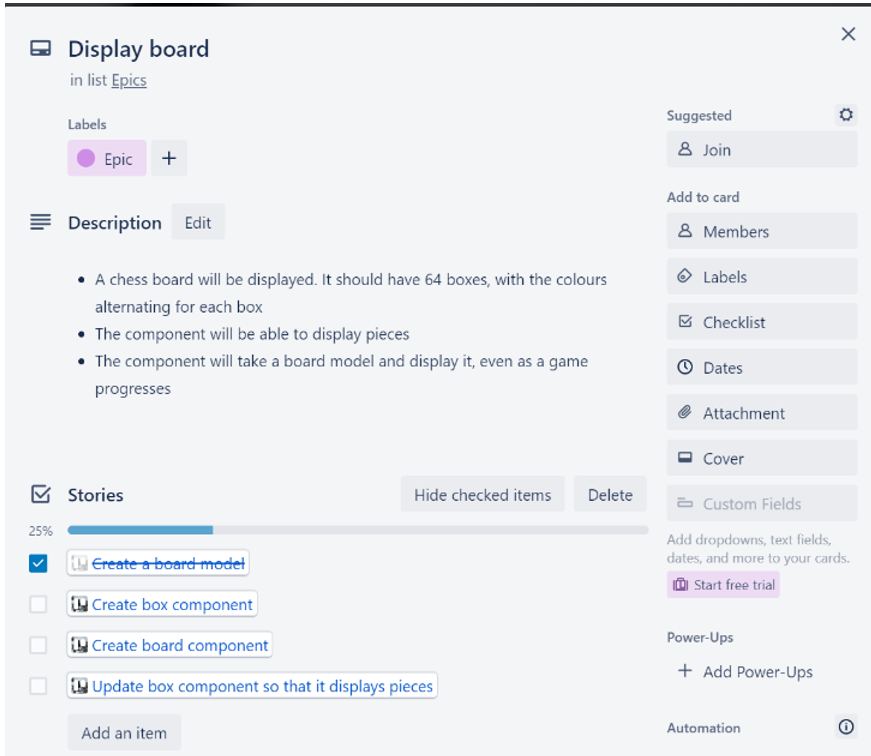 Display board
in list Epics
Labels
Epic
Description Edit
A chess board will be displayed. It should have 64 boxes, with the colours
alternating for each box
The component will be able to display pieces
The component will take a board model and display it, even as a game
progresses
Stories Hide checked items Delete
25%
Create a board model
Create box component
Create board component
Update box component so that it displays pieces
Add an item
Suggested
Join
Add to card
Members
Labels
Checklist
Dates
Attachment
Cover
Custom Fields
Add dropdowns, text fields,
dates, and more to your cards.
Start free trial
Power-Ups
+ Add Power-Ups
Automation